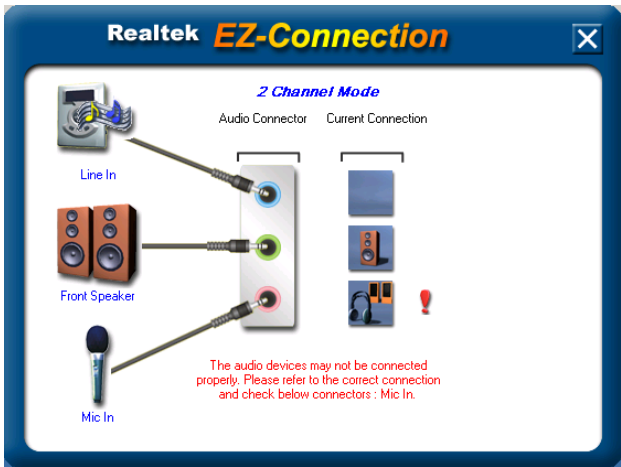 Realtek EZ-Connection
2 Channel Mode
Audio Connector Current Connection
Line In
Front Speaker
Mic In
The audio devices may not be connected
properly. Please refer to the correct connection
and check below connectors : Mic In.